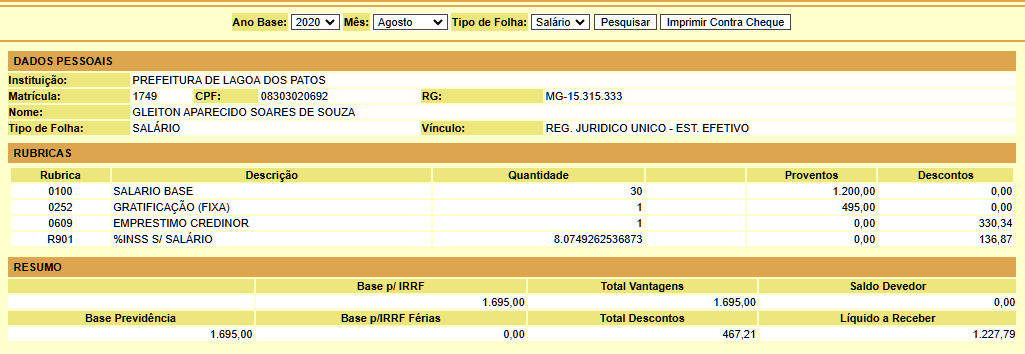 Ano Base: 2020 Mês: Agosto Tipo de Folha: Salário Pesquisar Imprimir Contra Cheque
DADOS PESSOAIS
Instituição: PREFEITURA DE LAGOA DOS PATOS
Matrícula: 1749 CPF: 08303020692 RG: MG-15.315.333
Nome: GLEITON APARECIDO SOARES DE SOUZA
Tipo de Folha: SALÁRIO Vínculo: REG. JURIDICO UNICO - EST. EFETIVO
RUBRICAS
Rubrica Descrição Quantidade Proventos Descontos
0100 SALARIO BASE 30 1.200,00 0,00
0252 GRATIFICAÇÃO (FIXA) 1 495,00 0,00
0609 EMPRESTIMO CREDINOR 1 0,00 330,34
R901 %INSS S/ SALÁRIO 8.0749262536873 0,00 136,87
RESUMO
Base p/ IRRF Total Vantagens Saldo Devedor
1.695,00 1.695,00 0,00
Base Previdência Base p/IRRF Férias Total Descontos Líquido a Receber
1.695,00 0,00 467,21 1.227,79